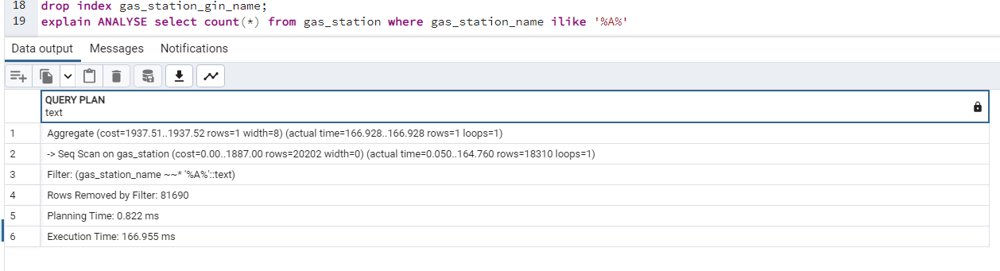 18 drop index gas_station_gin_name;
19 explain ANALYSE select count(*) from gas_station where gas_station_name ilike '%A%'
Data output Messages Notifications
QUERY PLAN
text
1 Aggregate (cost=1937.51..1937.52 rows=1 width=8) (actual time=166.928..166.928 rows=1 loops=1)
2 -> Seq Scan on gas_station (cost=0.00..1887.00 rows=20202 width=0) (actual time=0.050..164.760 rows=18310 loops=1)
3 Filter: (gas_station_name ~~* '%A%'::text)
4 Rows Removed by Filter: 81690
5 Planning Time: 0.822 ms
6 Execution Time: 166.955 ms